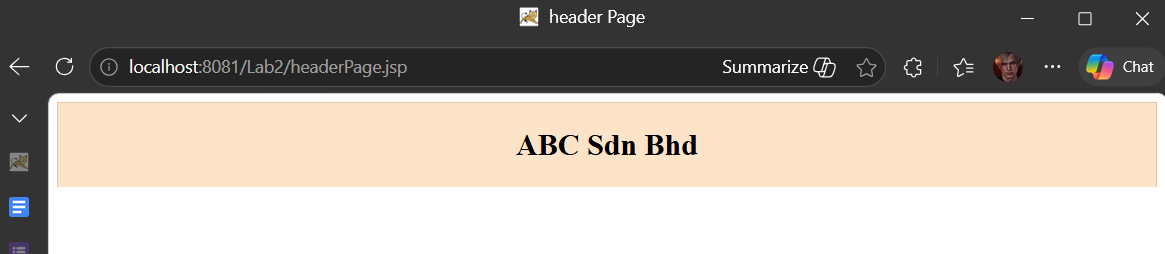 header Page
localhost:8081/Lab2/headerPage.jsp
Summarize
Chat
ABC Sdn Bhd